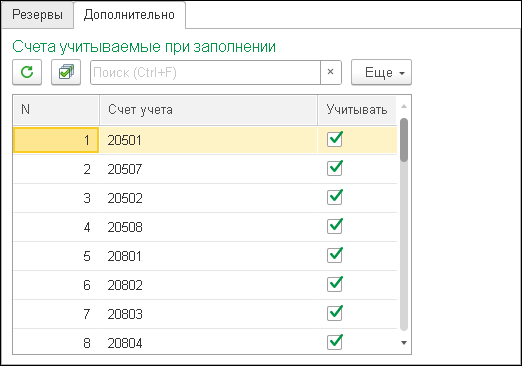 Резервы Дополнительно
Счета учитываемые при заполнении
Поиск (Ctrl+F) × Еще
N Счет учета Учитывать
1 20501
2 20507
3 20502
4 20508
5 20801
6 20802
7 20803
8 20804